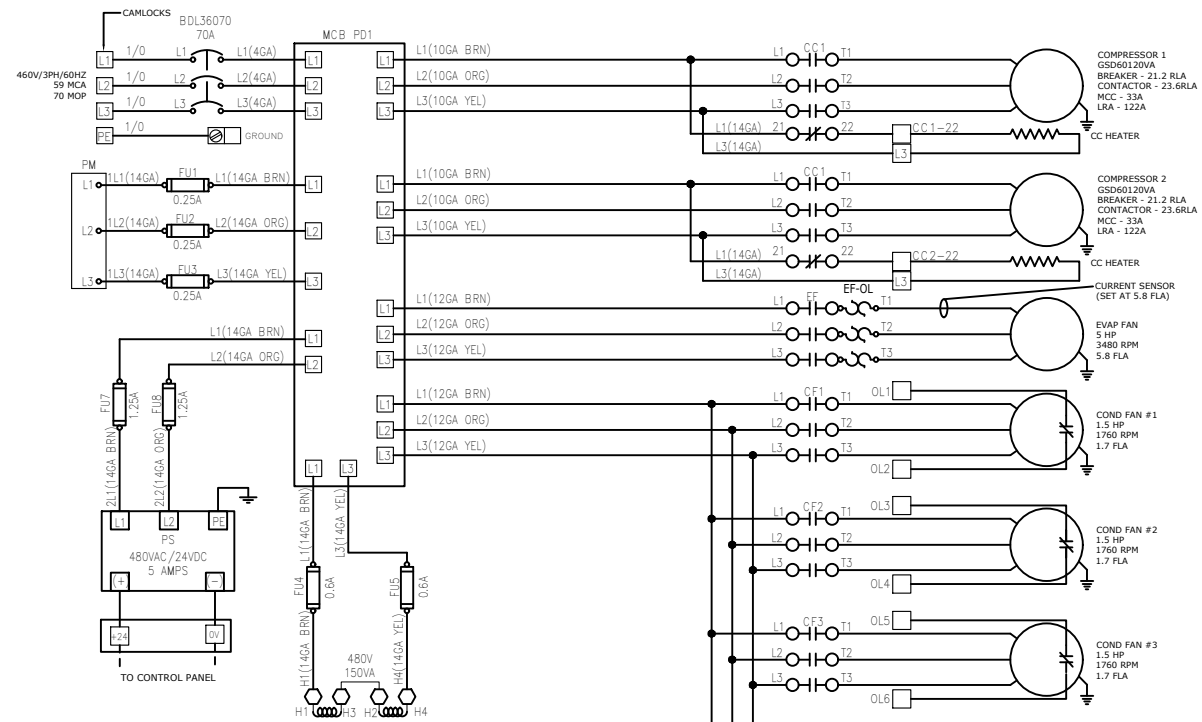 CAMLOCKS
BDL36070
70A
MCB PD1
460V/3PH/60HZ
59 MCA
70 MOP
L1 1/0 L1 L1(4GA) L1
L2 1/0 L2 L2(4GA) L2
L3 1/0 L3 L3(4GA) L3
PE 1/0 GROUND
PM
L1 1L1(14GA) FU1 L1(14GA BRN) L1
0.25A
L2 1L2(14GA) FU2 L2(14GA ORG) L2
0.25A
L3 1L3(14GA) FU3 L3(14GA YEL) L3
0.25A
L1(14GA BRN) L1
L2(14GA ORG) L2
FU7
1.25A
FU8
1.25A
2L1(14GA BRN)
2L2(14GA ORG)
L1 L2 PE
PS
480VAC/24VDC
5 AMPS
(+) (-)
+24 0V
TO CONTROL PANEL
L1 L3
L1(14GA BRN)
L3(14GA YEL)
FU4
0.6A
FU5
0.6A
H1(14GA BRN)
H4(14GA YEL)
480V
150VA
H1 H3 H2 H4
L1 L1(10GA BRN) L1 CC1 T1
L2 L2(10GA ORG) L2 T2
L3 L3(10GA YEL) L3 T3
L1(14GA) 21 22 CC1-22
L3(14GA) L3
COMPRESSOR 1
GSD60120VA
BREAKER - 21.2 RLA
CONTACTOR - 23.6RLA
MCC - 33A
LRA - 122A
CC HEATER
L1 L1(10GA BRN) L1 CC1 T1
L2 L2(10GA ORG) L2 T2
L3 L3(10GA YEL) L3 T3
L1(14GA) 21 22 CC2-22
L3(14GA) L3
COMPRESSOR 2
GSD60120VA
BREAKER - 21.2 RLA
CONTACTOR - 23.6RLA
MCC - 33A
LRA - 122A
CC HEATER
CURRENT SENSOR
(SET AT 5.8 FLA)
EF-OL
L1 L1(12GA BRN) L1 EF T1
L2 L2(12GA ORG) L2 T2
L3 L3(12GA YEL) L3 T3
EVAP FAN
5 HP
3480 RPM
5.8 FLA
OL1
L1 L1(12GA BRN) L1 CF1 T1
L2 L2(12GA ORG) L2 T2
L3 L3(12GA YEL) L3 T3
OL2
COND FAN #1
1.5 HP
1760 RPM
1.7 FLA
OL3
L1 CF2 T1
L2 T2
L3 T3
OL4
COND FAN #2
1.5 HP
1760 RPM
1.7 FLA
OL5
L1 CF3 T1
L2 T2
L3 T3
OL6
COND FAN #3
1.5 HP
1760 RPM
1.7 FLA